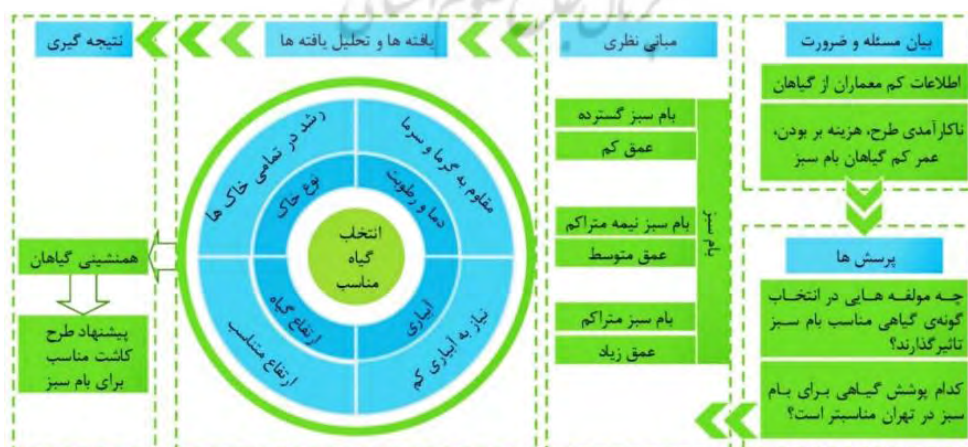 بیان مسئله و ضرورت
اطلاعات کم معماران از گیاهان
ناکارآمدی طرح، هزینه بر بودن،
عمر کم گیاهان بام سبز
پرسش ها
چه مولفه هایی در انتخاب
گونه‌ی گیاهی مناسب بام سبز
تاثیرگذارند؟
کدام پوشش گیاهی برای بام
سبز در تهران مناسبتر است؟
مبانی نظری
بام سبز
بام سبز گسترده
عمق کم
بام سبز نیمه متراکم
عمق متوسط
بام سبز متراکم
عمق زیاد
یافته ها و تحلیل یافته ها
مقاوم به گرما و سرما
رشد در تمامی خاک ها
دما و رطوبت
نوع خاک
انتخاب
گیاه
مناسب
آبیاری
ارتفاع گیاه
نیاز به آبیاری کم
ارتفاع متناسب
نتیجه گیری
همنشینی گیاهان
پیشنهاد طرح
کاشت مناسب
برای بام سبز